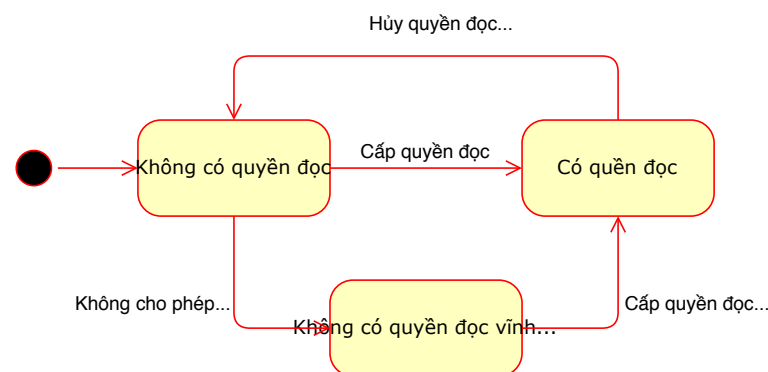 Hủy quyền đọc...
Không có quyền đọc
Cấp quyền đọc
Có quền đọc
Không cho phép...
Không có quyền đọc vĩnh...
Cấp quyền đọc...